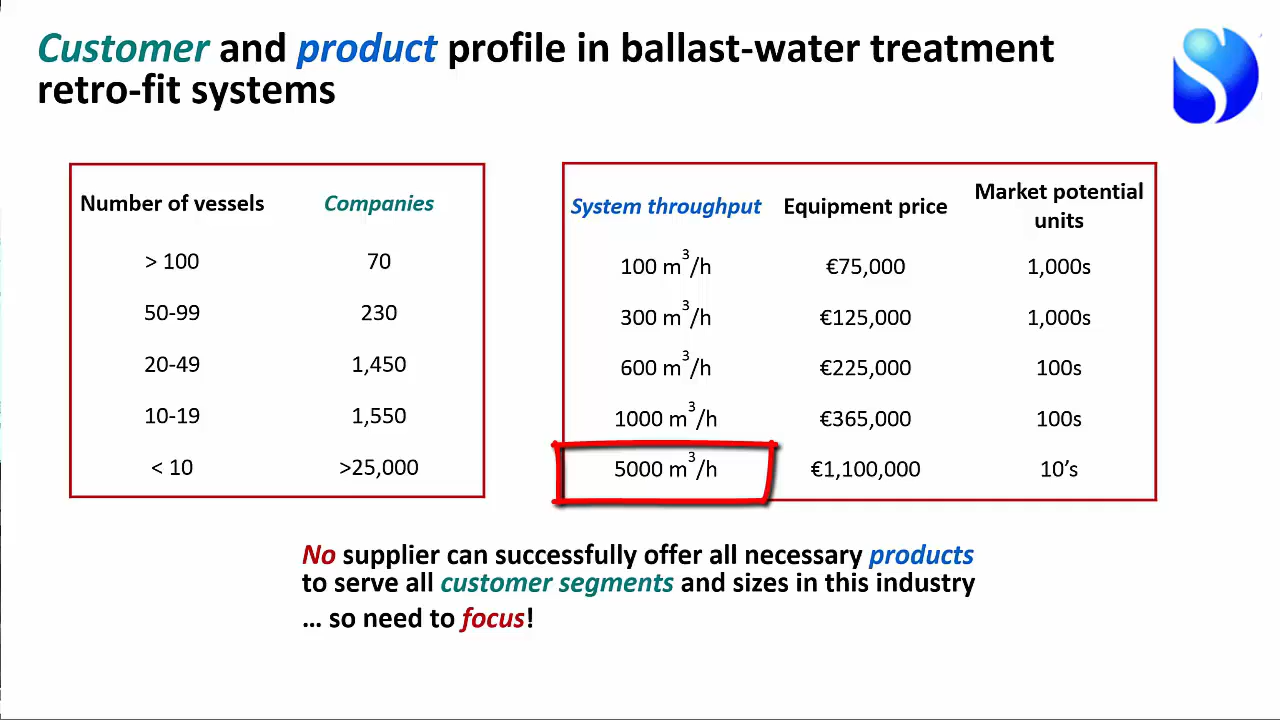 Customer and product profile in ballast-water treatment
retro-fit systems
Number of vessels Companies
> 100 70
50-99 230
20-49 1,450
10-19 1,550
< 10 >25,000
System throughput Equipment price Market potential units
100 m³/h €75,000 1,000s
300 m³/h €125,000 1,000s
600 m³/h €225,000 100s
1000 m³/h €365,000 100s
5000 m³/h €1,100,000 10’s
No supplier can successfully offer all necessary products
to serve all customer segments and sizes in this industry
... so need to focus!